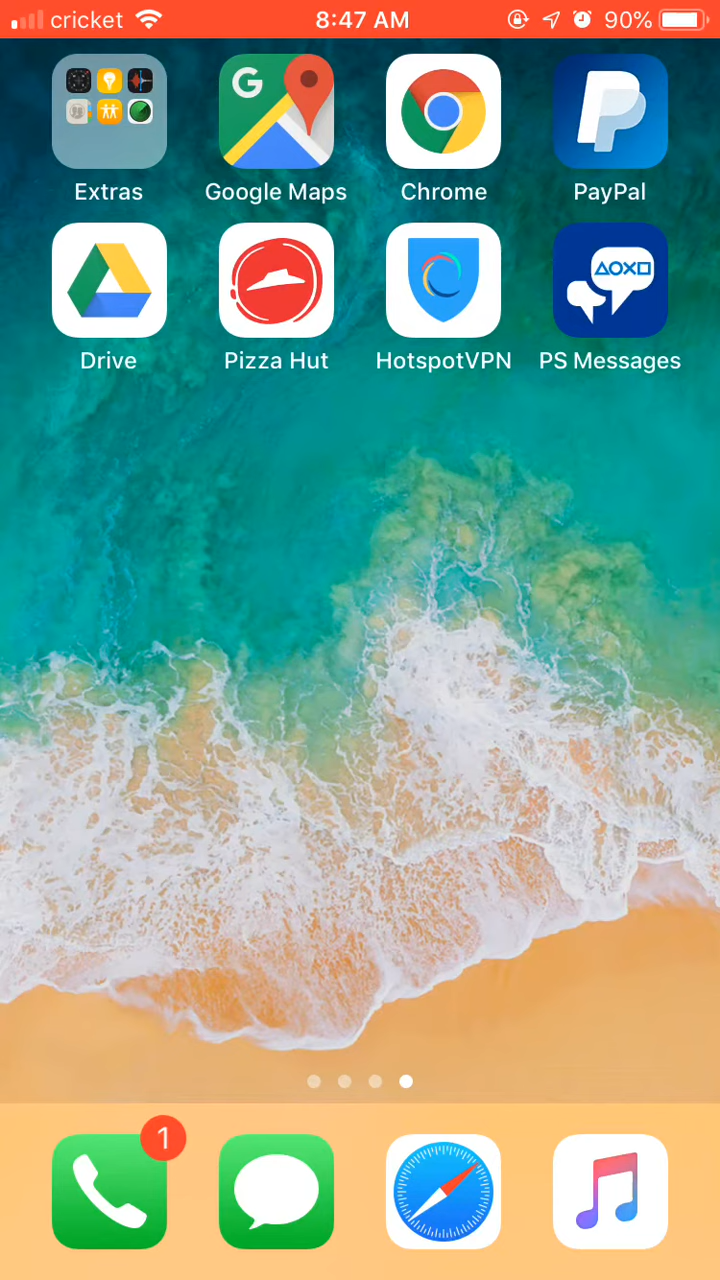 cricket 8:47 AM 90%
G
Extras Google Maps Chrome PayPal
Drive Pizza Hut HotspotVPN PS Messages
1